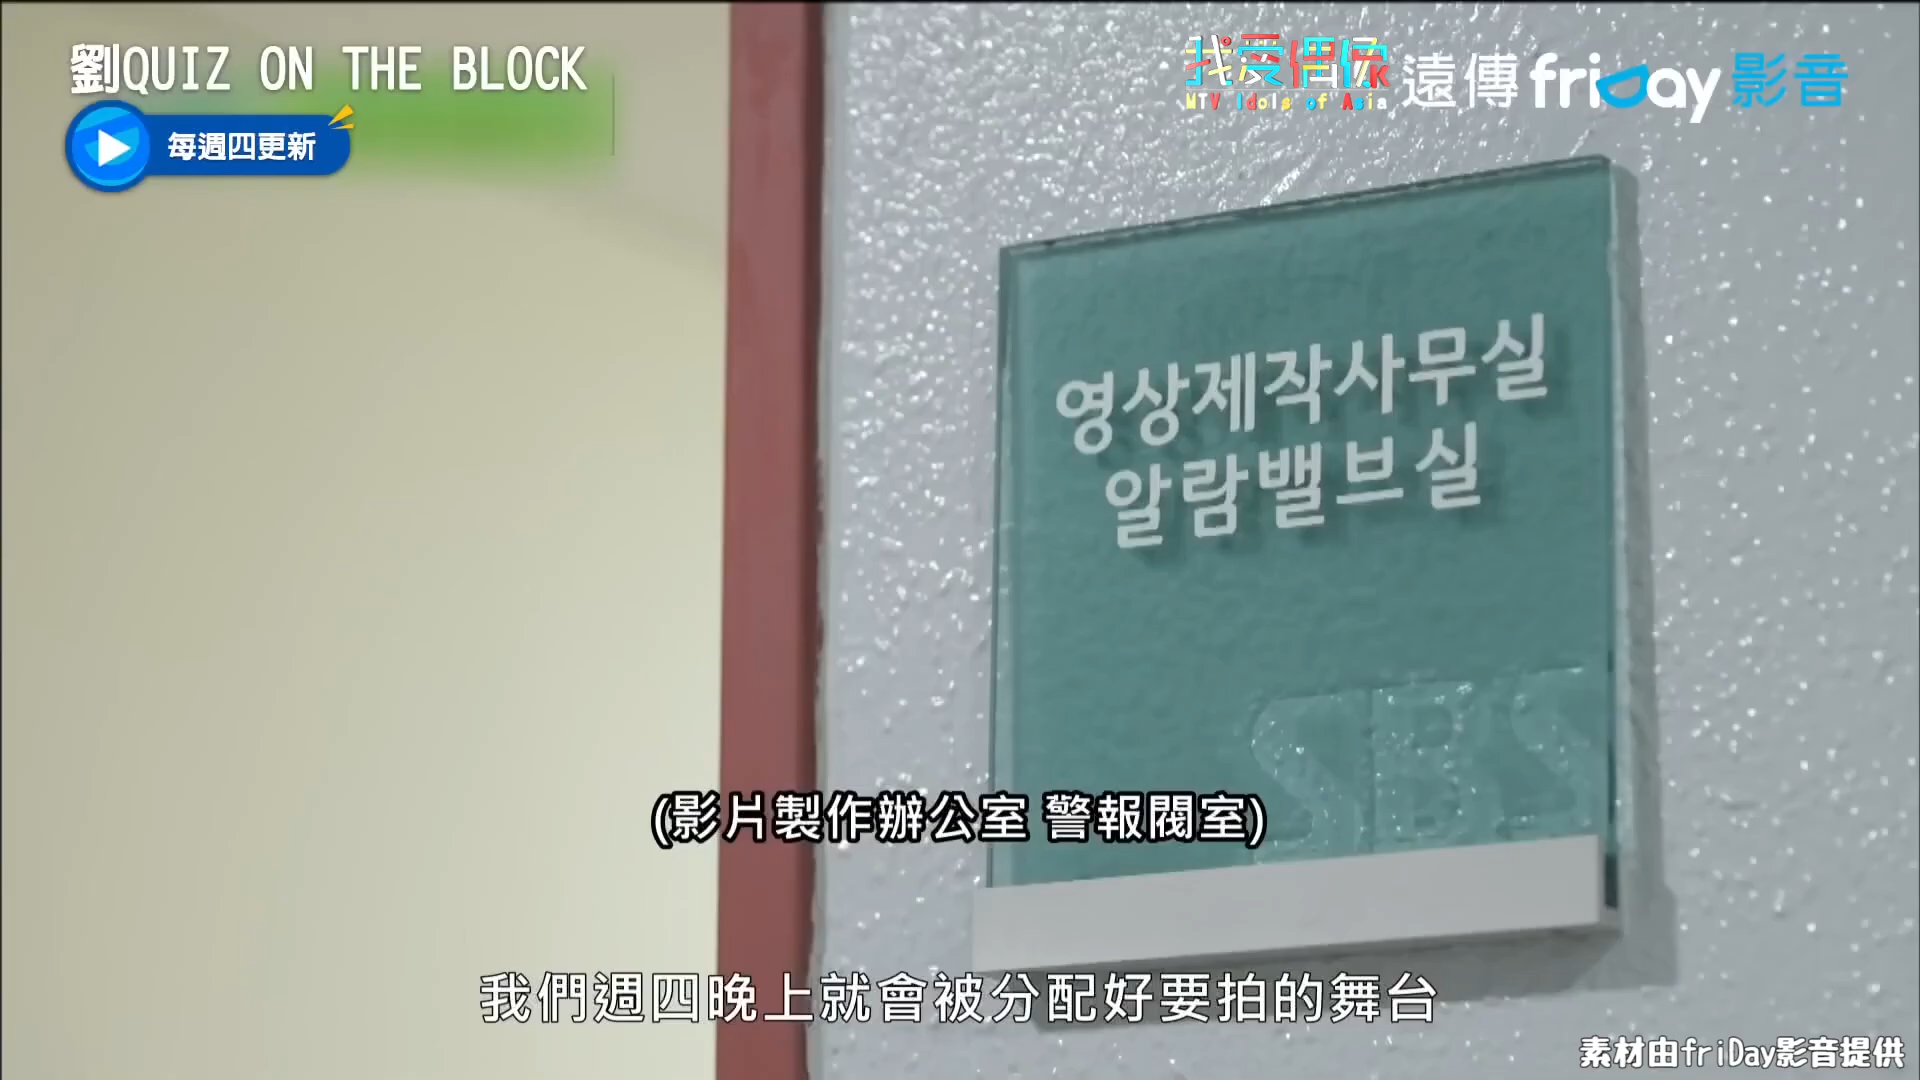 劉QUIZ ON THE BLOCK
每週四更新
我愛偶像
MTV Idols of Asia
遠傳friDay影音
영상제작사무실
알람밸브실
SBS
(影片製作辦公室 警報閥室)
我們週四晚上就會被分配好要拍的舞台
素材由friDay影音提供